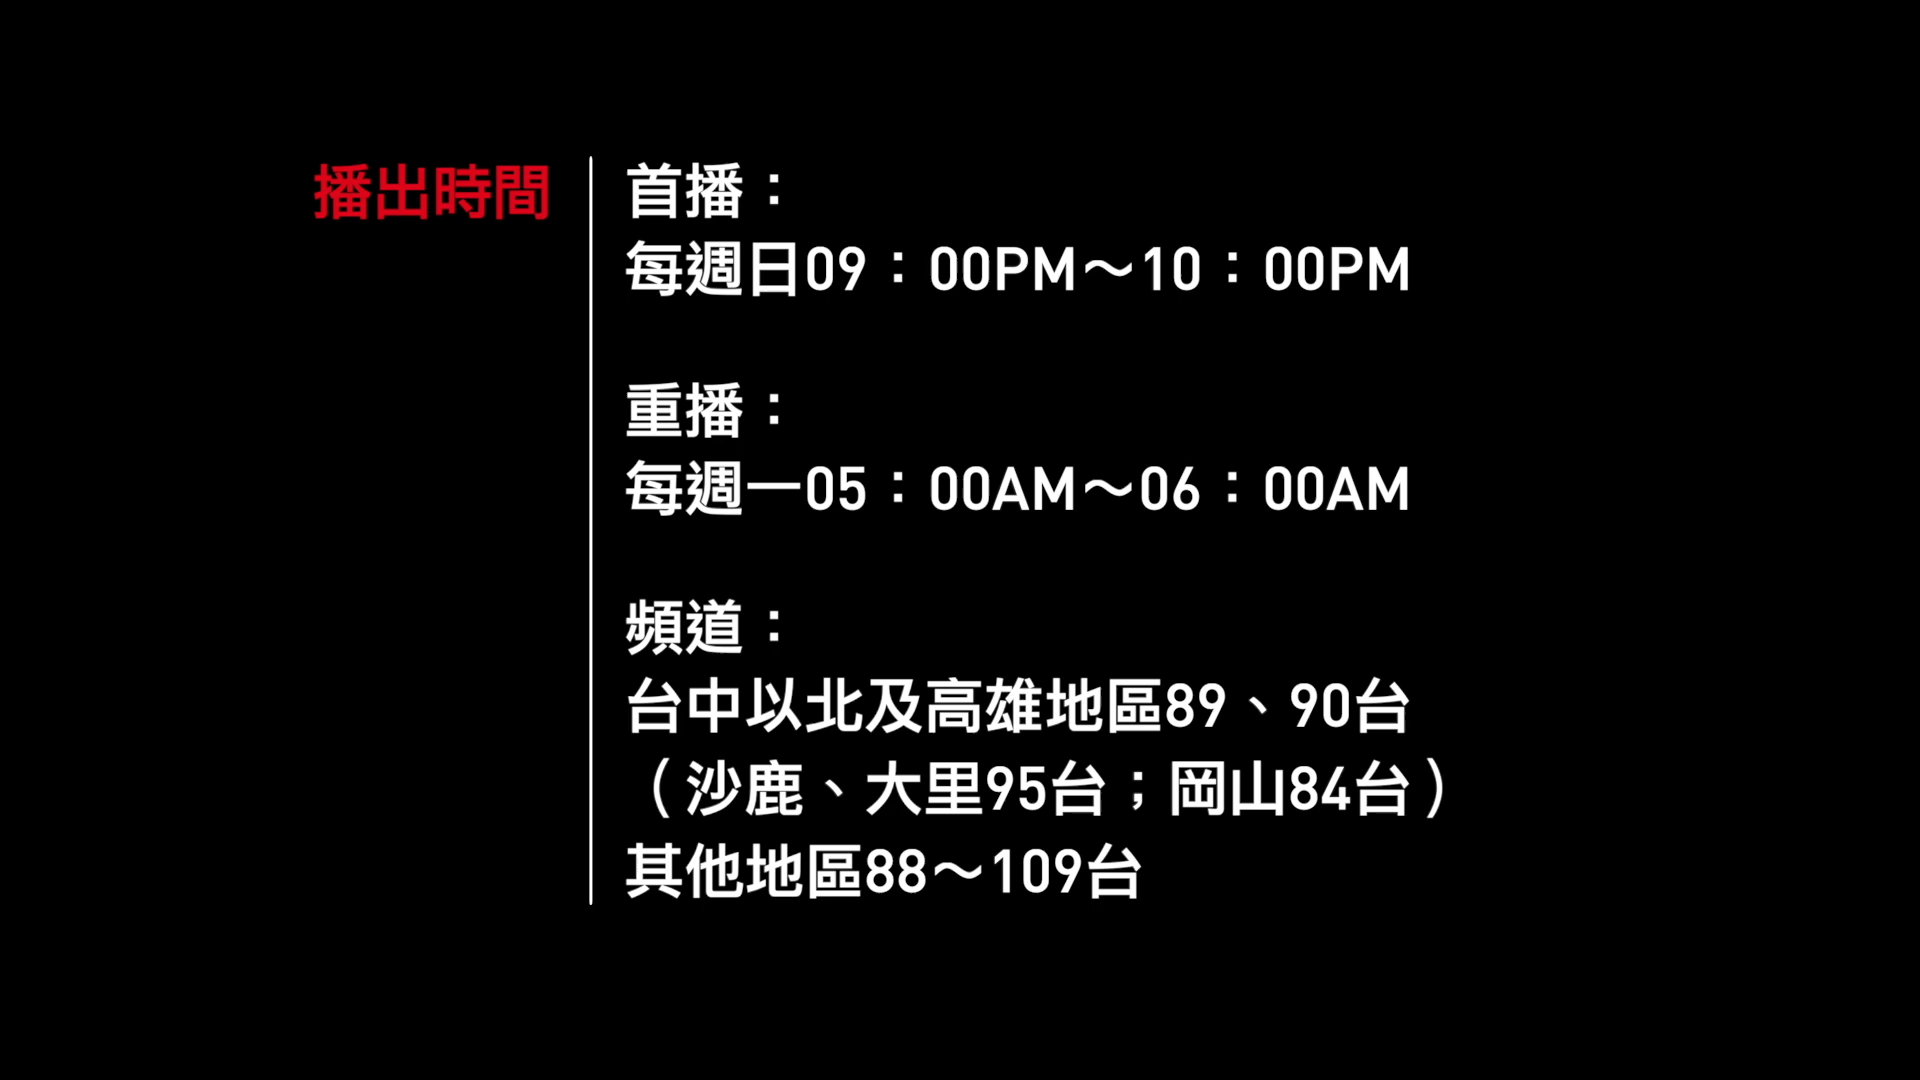 播出時間
首播：
每週日09：00PM～10：00PM
重播：
每週一05：00AM～06：00AM
頻道：
台中以北及高雄地區89、90台
（沙鹿、大里95台；岡山84台）
其他地區88～109台